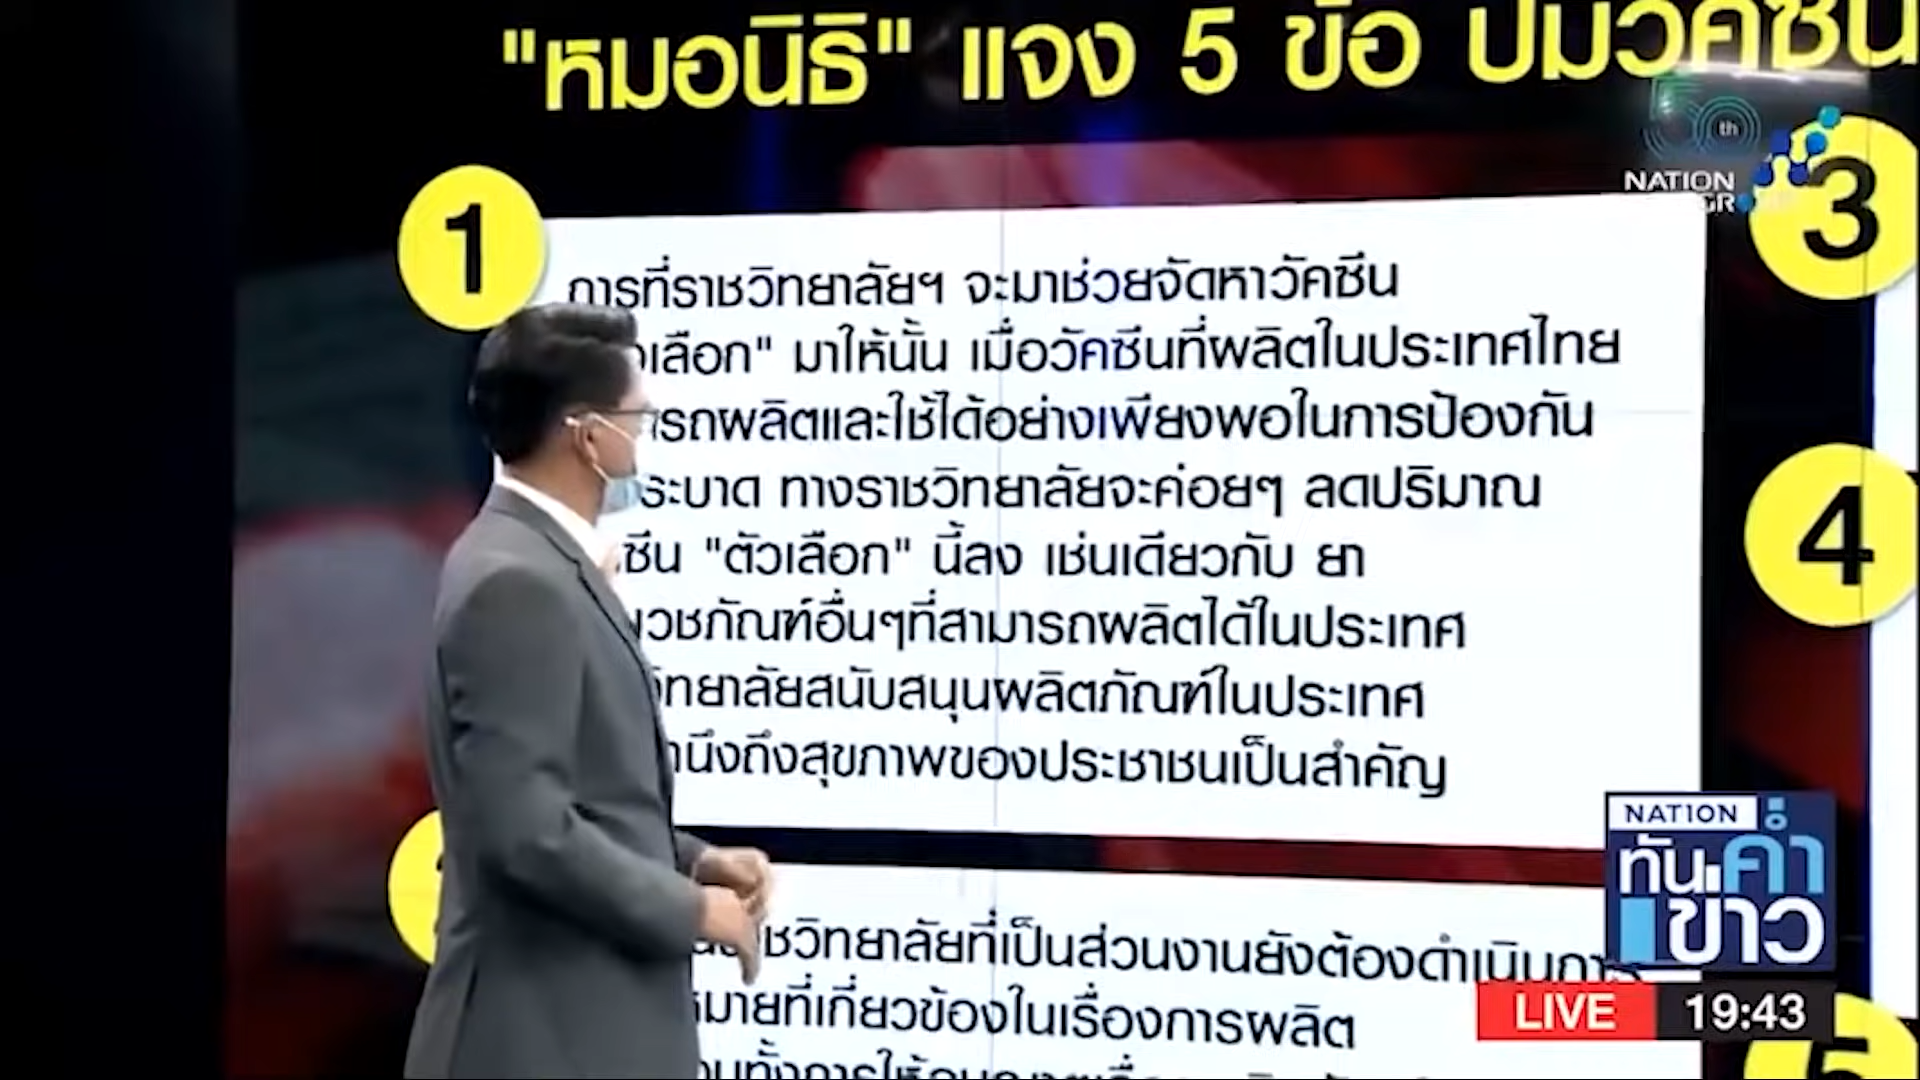 "หมอนิธิ" แจง 5 ข้อ ปมวัคซีน
50th
NATION
GROUP
1
การที่ราชวิทยาลัยฯ จะมาช่วยจัดหาวัคซีน
เลือก" มาให้นั้น เมื่อวัคซีนที่ผลิตในประเทศไทย
รถผลิตและใช้ได้อย่างเพียงพอในการป้องกัน
ระบาด ทางราชวิทยาลัยจะค่อยๆ ลดปริมาณ
ซีน "ตัวเลือก" นี้ลง เช่นเดียวกับ ยา
วชภัณฑ์อื่นๆที่สามารถผลิตได้ในประเทศ
วิทยาลัยสนับสนุนผลิตภัณฑ์ในประเทศ
นึงถึงสุขภาพของประชาชนเป็นสำคัญ
ชวิทยาลัยที่เป็นส่วนงานยังต้องดำเนินการ
มายที่เกี่ยวข้องในเรื่องการผลิต
3
4
5
NATION
ทันค่ำ
ข่าว
LIVE 19:43